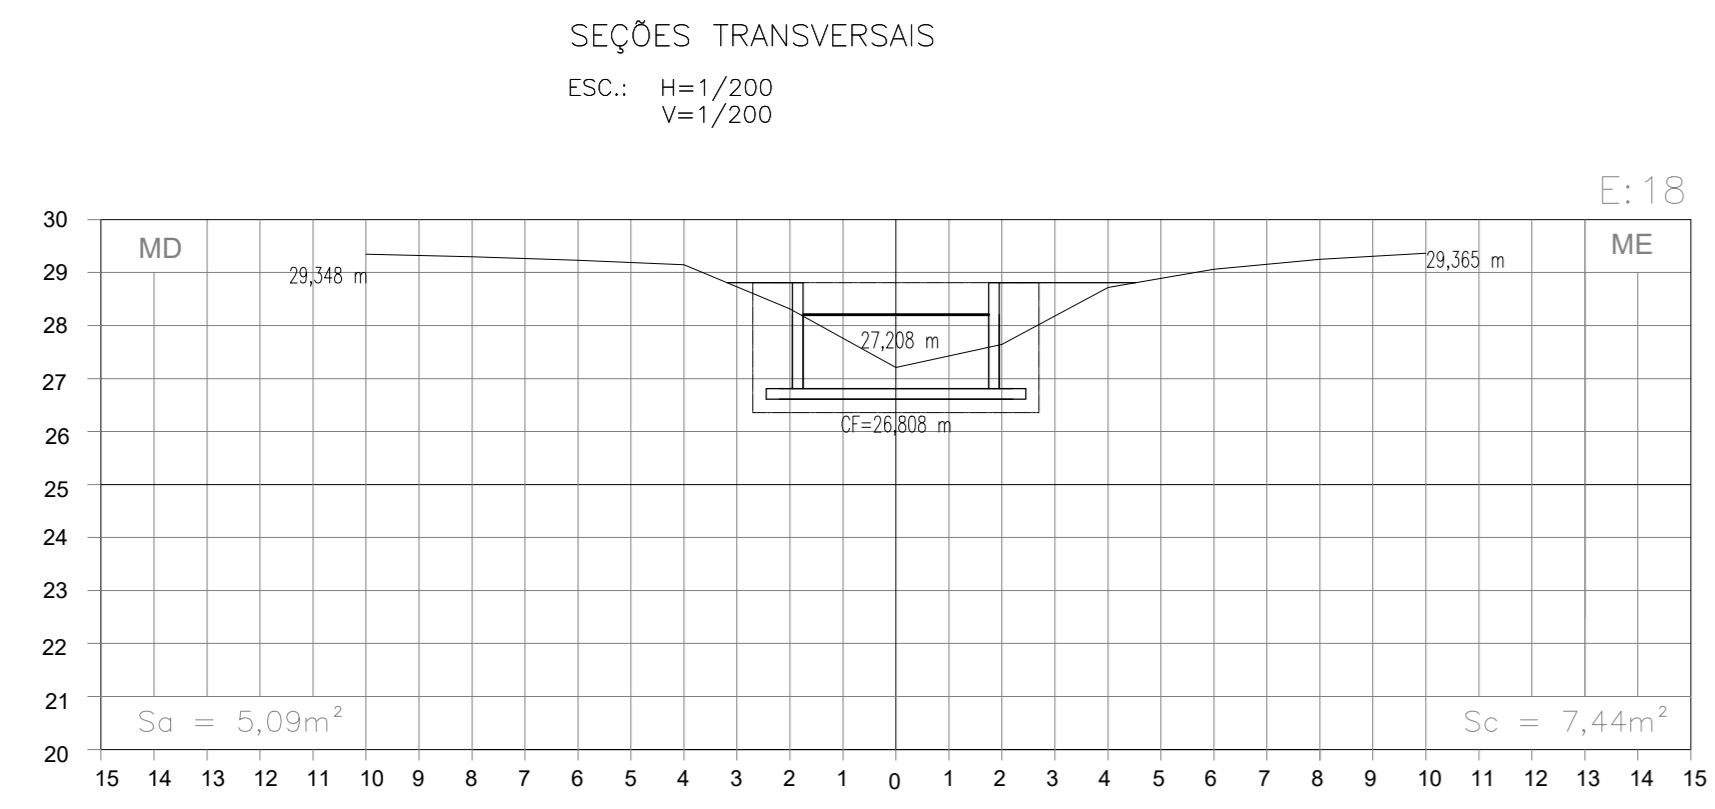 SEÇÕES TRANSVERSAIS
ESC.: H=1/200
V=1/200
E:18
30
MD
ME
29,348 m
29,365 m
29
28
27,208 m
27
CF=26,808 m
26
25
24
23
22
21
Sa = 5,09m²
Sc = 7,44m²
20
15 14 13 12 11 10 9 8 7 6 5 4 3 2 1 0 1 2 3 4 5 6 7 8 9 10 11 12 13 14 15